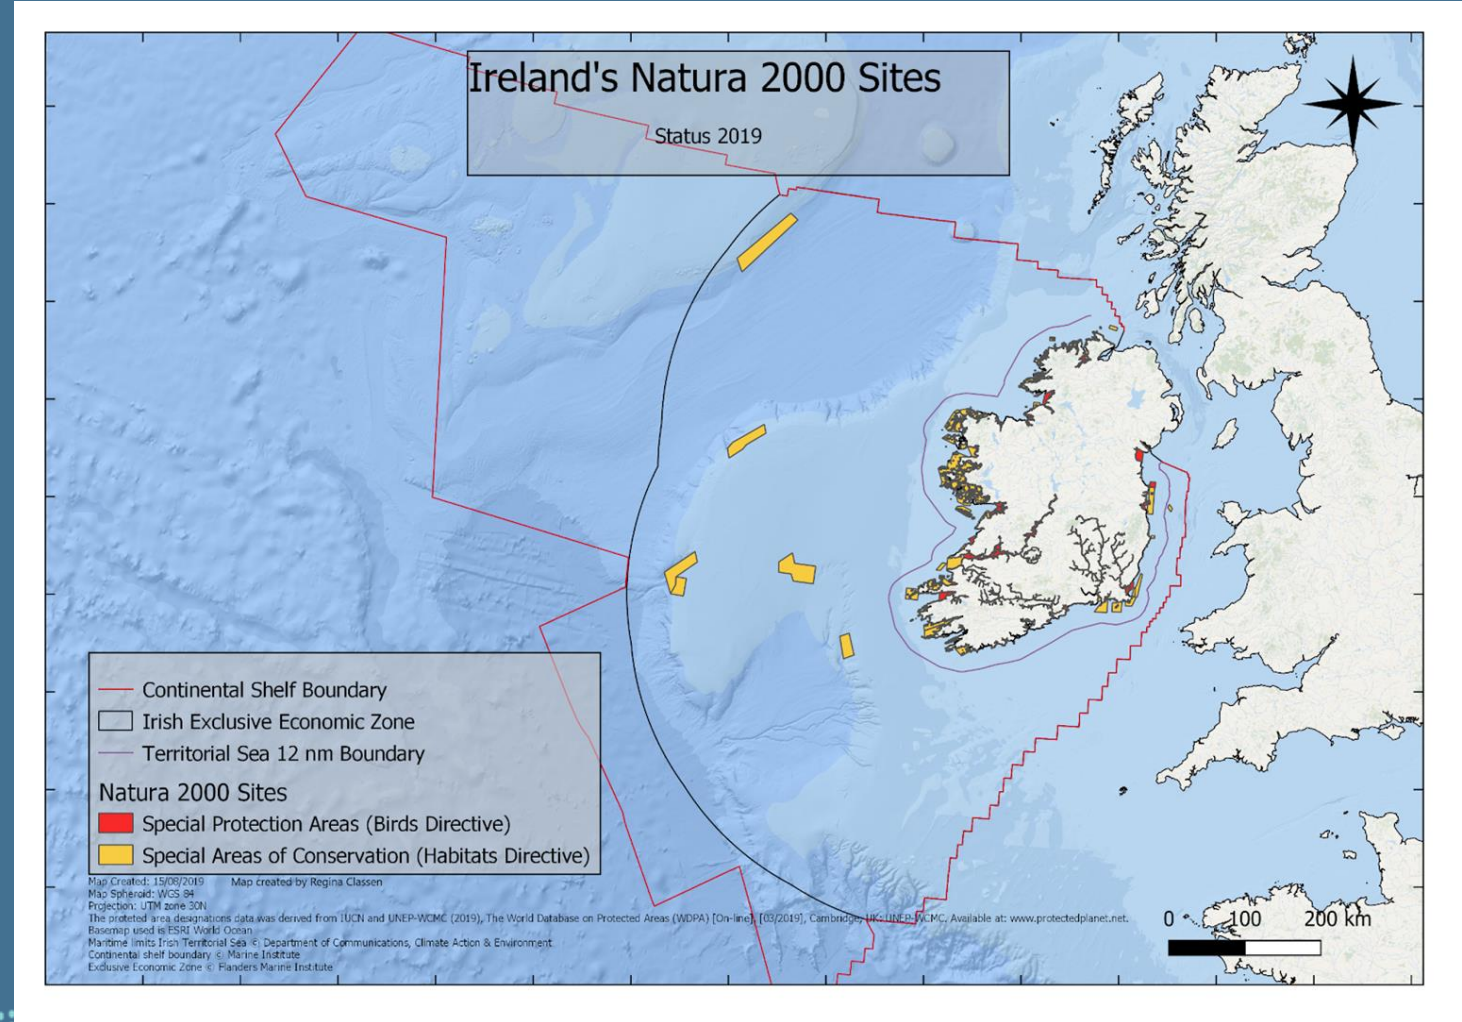 Ireland's Natura 2000 Sites
Status 2019
Continental Shelf Boundary
Irish Exclusive Economic Zone
Territorial Sea 12 nm Boundary
Natura 2000 Sites
Special Protection Areas (Birds Directive)
Special Areas of Conservation (Habitats Directive)
Map Created: 15/08/2019 Map created by Regina Classen
Map Spheroid: WGS 84
Projection: UTM zone 30N
The proteted area designations data was derived from IUCN and UNEP-WCMC (2019), The World Database on Protected Areas (WDPA) [On-line], [03/2019], Cambridge, UK: UNEP-WCMC. Available at: www.protectedplanet.net.
Basemap used is ESRI World Ocean
Maritime limits Irish Territorial Sea © Department of Communications, Climate Action & Environment
Continental shelf boundary © Marine Institute
Exclusive Economic Zone © Flanders Marine Institute
0 100 200 km